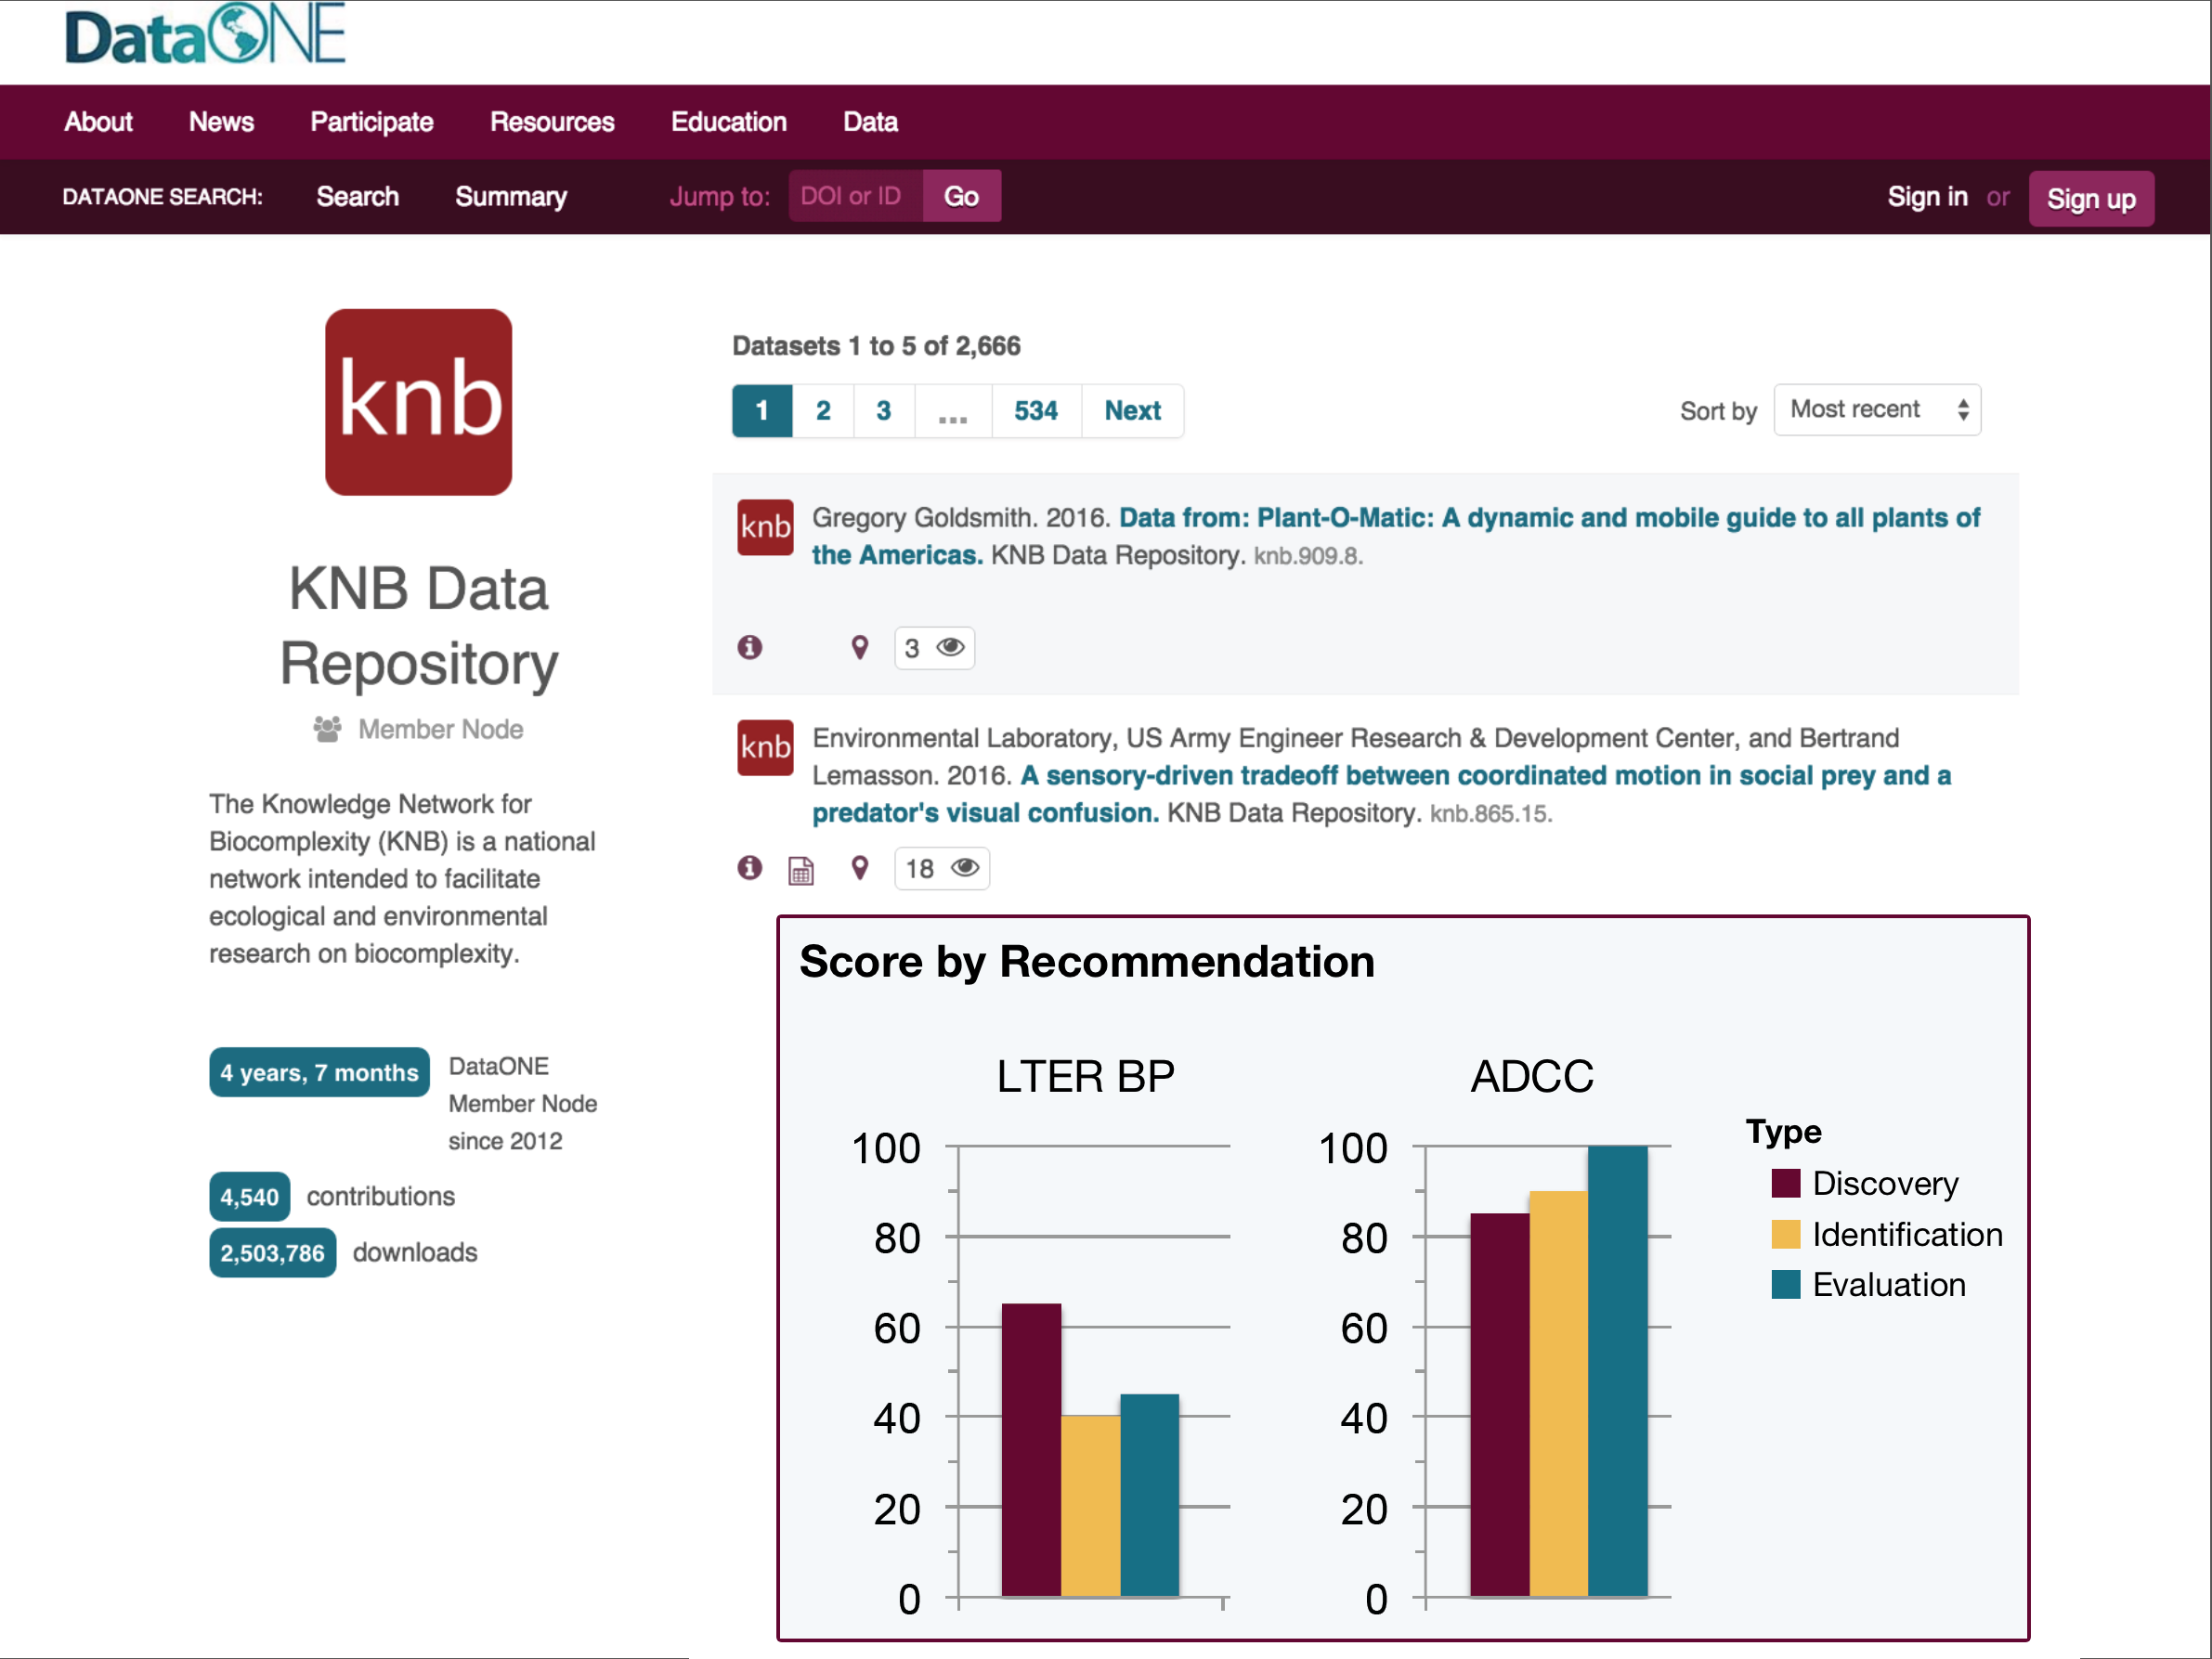 DataONE
About News Participate Resources Education Data
DATAONE SEARCH: Search Summary Jump to: DOI or ID Go Sign in or Sign up
knb
KNB Data
Repository
Member Node
The Knowledge Network for
Biocomplexity (KNB) is a national
network intended to facilitate
ecological and environmental
research on biocomplexity.
4 years, 7 months DataONE
Member Node
since 2012
4,540 contributions
2,503,786 downloads
Datasets 1 to 5 of 2,666
1 2 3 ... 534 Next
Sort by Most recent
knb Gregory Goldsmith. 2016. Data from: Plant-O-Matic: A dynamic and mobile guide to all plants of
the Americas. KNB Data Repository. knb.909.8.
3
knb Environmental Laboratory, US Army Engineer Research & Development Center, and Bertrand
Lemasson. 2016. A sensory-driven tradeoff between coordinated motion in social prey and a
predator's visual confusion. KNB Data Repository. knb.865.15.
18
Score by Recommendation
LTER BP
100
80
60
40
20
0
ADCC
100
80
60
40
20
0
Type
Discovery
Identification
Evaluation